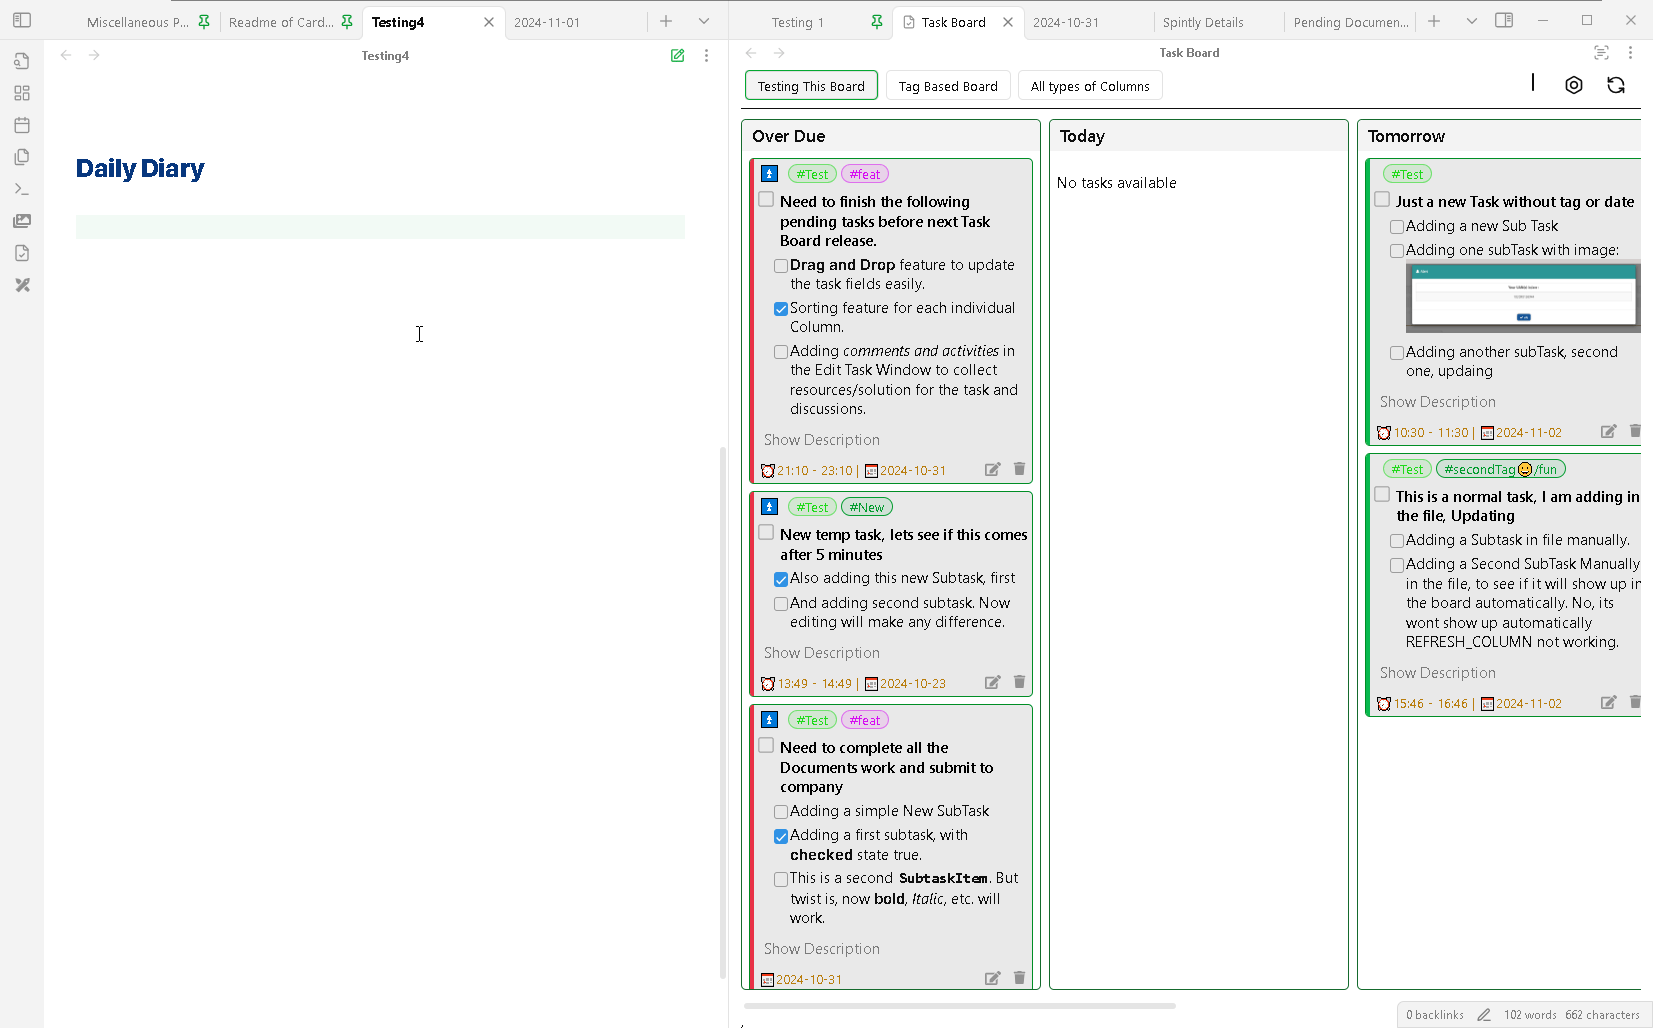 Miscellaneous P...
Readme of Card...
Testing4
2024-11-01
Testing 1
Task Board
2024-10-31
Spintly Details
Pending Documen...
Testing4
Task Board
Daily Diary
Testing This Board
Tag Based Board
All types of Columns
Over Due
#Test #feat
Need to finish the following
pending tasks before next Task
Board release.
Drag and Drop feature to update
the task fields easily.
Sorting feature for each individual
Column.
Adding comments and activities in
the Edit Task Window to collect
resources/solution for the task and
discussions.
Show Description
21:10 - 23:10 | 2024-10-31
#Test #New
New temp task, lets see if this comes
after 5 minutes
Also adding this new Subtask, first
And adding second subtask. Now
editing will make any difference.
Show Description
13:49 - 14:49 | 2024-10-23
#Test #feat
Need to complete all the
Documents work and submit to
company
Adding a simple New SubTask
Adding a first subtask, with
checked state true.
This is a second SubtaskItem. But
twist is, now bold, Italic, etc. will
work.
Show Description
2024-10-31
Today
No tasks available
Tomorrow
#Test
Just a new Task without tag or date
Adding a new Sub Task
Adding one subTask with image:
Adding another subTask, second
one, updaing
Show Description
10:30 - 11:30 | 2024-11-02
#Test #secondTag😀/fun
This is a normal task, I am adding in
the file, Updating
Adding a Subtask in file manually.
Adding a Second SubTask Manually
in the file, to see if it will show up in
the board automatically. No, its
wont show up automatically
REFRESH_COLUMN not working.
Show Description
15:46 - 16:46 | 2024-11-02
0 backlinks
102 words
662 characters